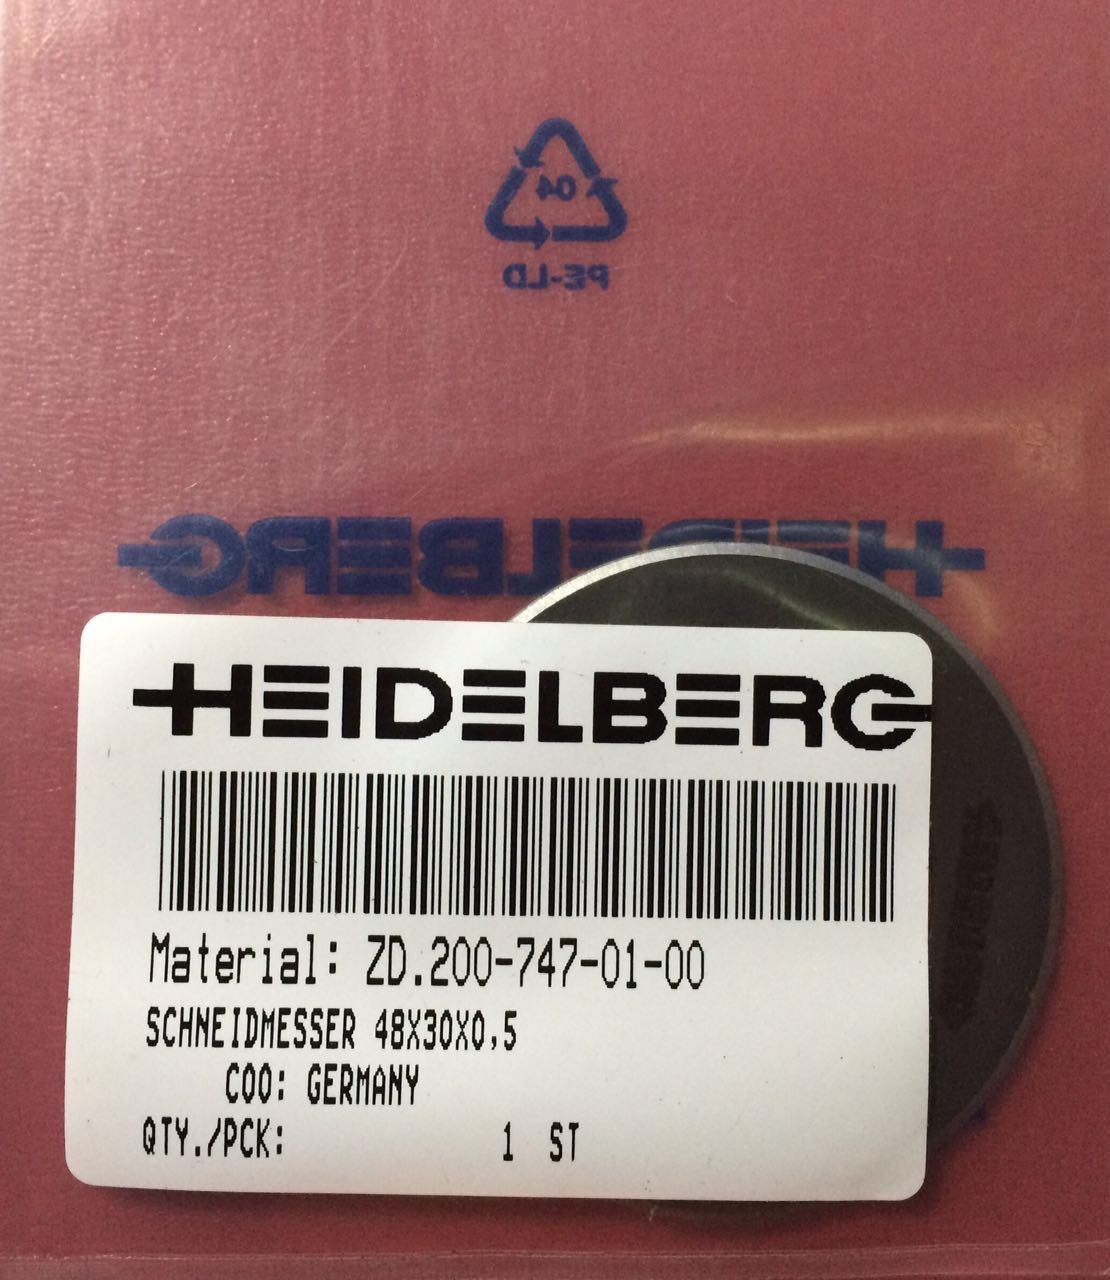 04
PE-LD
HEIDELBERG
HEIDELBERG
Material: ZD.200-747-01-00
SCHNEIDMESSER 48X30X0,5
COO: GERMANY
QTY./PCK: 1 ST